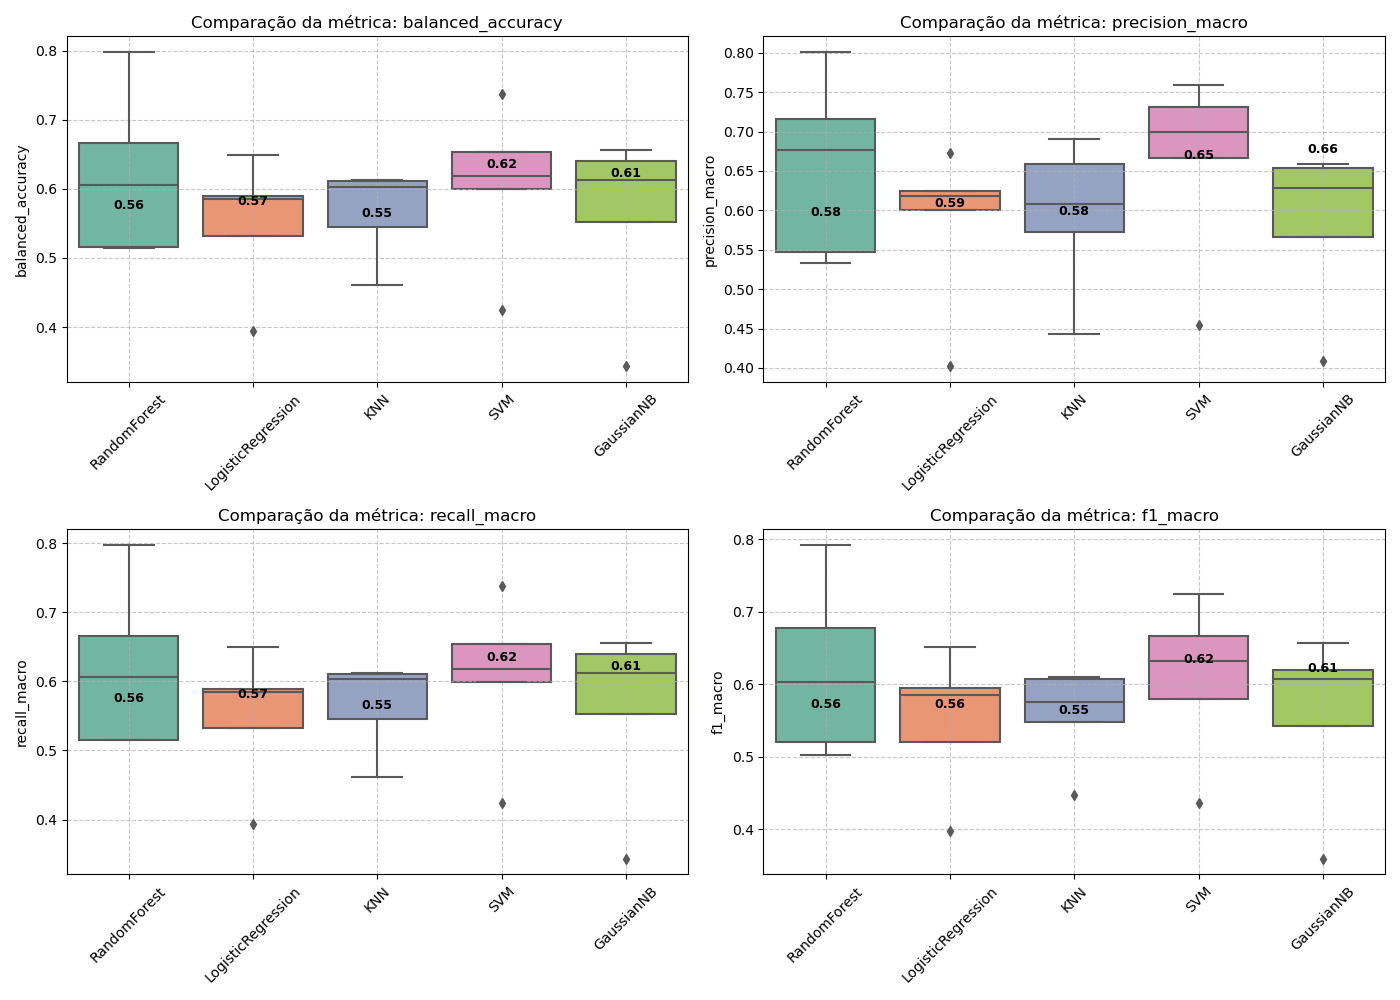 Comparação da métrica: balanced_accuracy
balanced_accuracy
0.8
0.7
0.6
0.5
0.4
0.56
0.57
0.55
0.62
0.61
RandomForest
LogisticRegression
KNN
SVM
GaussianNB
Comparação da métrica: precision_macro
precision_macro
0.80
0.75
0.70
0.65
0.60
0.55
0.50
0.45
0.40
0.58
0.59
0.58
0.65
0.66
RandomForest
LogisticRegression
KNN
SVM
GaussianNB
Comparação da métrica: recall_macro
recall_macro
0.8
0.7
0.6
0.5
0.4
0.56
0.57
0.55
0.62
0.61
RandomForest
LogisticRegression
KNN
SVM
GaussianNB
Comparação da métrica: f1_macro
f1_macro
0.8
0.7
0.6
0.5
0.4
0.56
0.56
0.55
0.62
0.61
RandomForest
LogisticRegression
KNN
SVM
GaussianNB